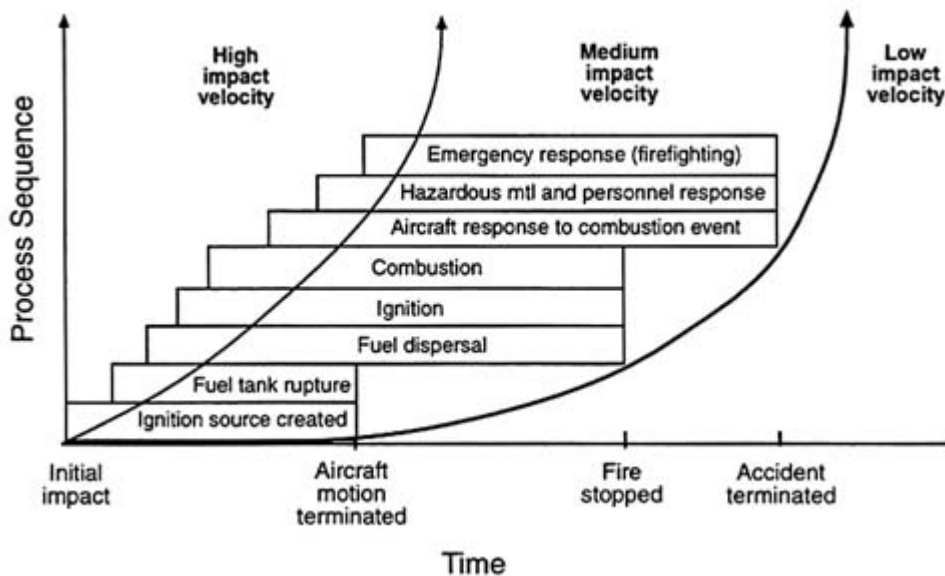 High
impact
velocity
Medium
impact
velocity
Low
impact
velocity
Process Sequence
Emergency response (firefighting)
Hazardous mtl and personnel response
Aircraft response to combustion event
Combustion
Ignition
Fuel dispersal
Fuel tank rupture
Ignition source created
Initial
impact
Aircraft
motion
terminated
Fire
stopped
Accident
terminated
Time